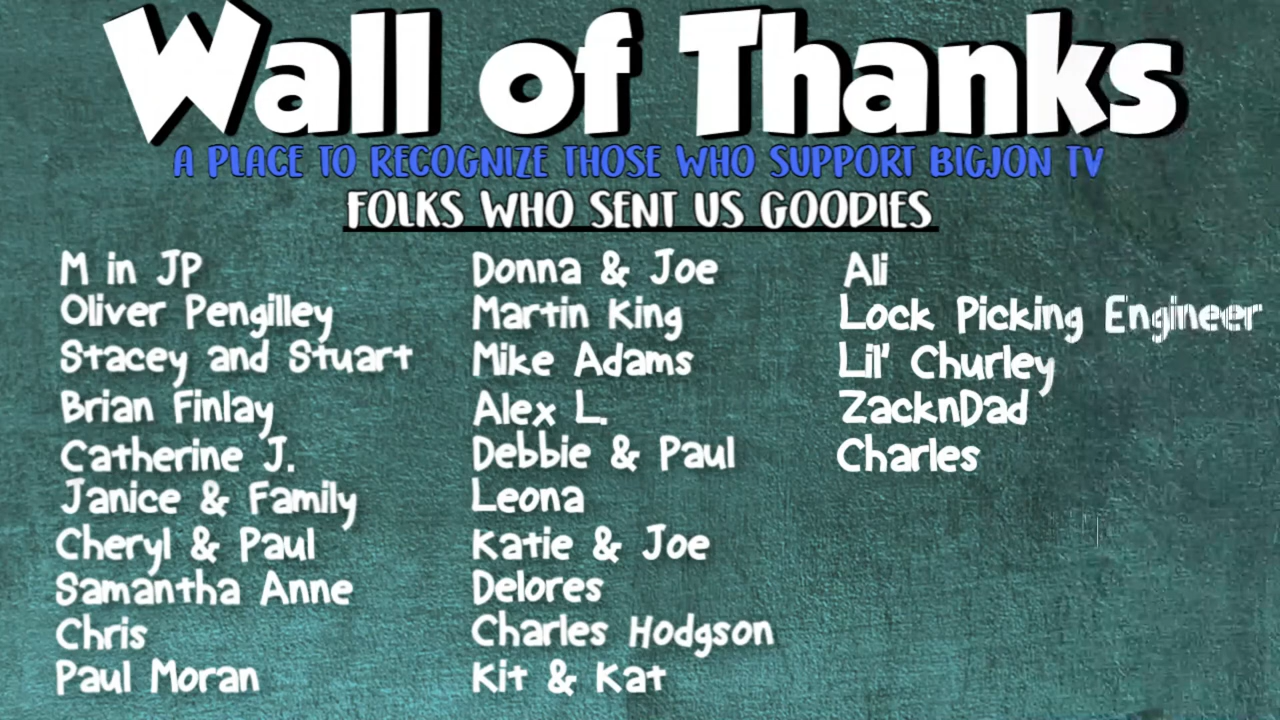 Wall of Thanks
A PLACE TO RECOGNIZE THOSE WHO SUPPORT BIGJON TV
FOLKS WHO SENT US GOODIES
M in JP
Oliver Pengilley
Stacey and Stuart
Brian Finlay
Catherine J.
Janice & Family
Cheryl & Paul
Samantha Anne
Chris
Paul Moran
Donna & Joe
Martin King
Mike Adams
Alex L.
Debbie & Paul
Leona
Katie & Joe
Delores
Charles Hodgson
Kit & Kat
Ali
Lock Picking Engineer
Lil' Churley
ZacknDad
Charles